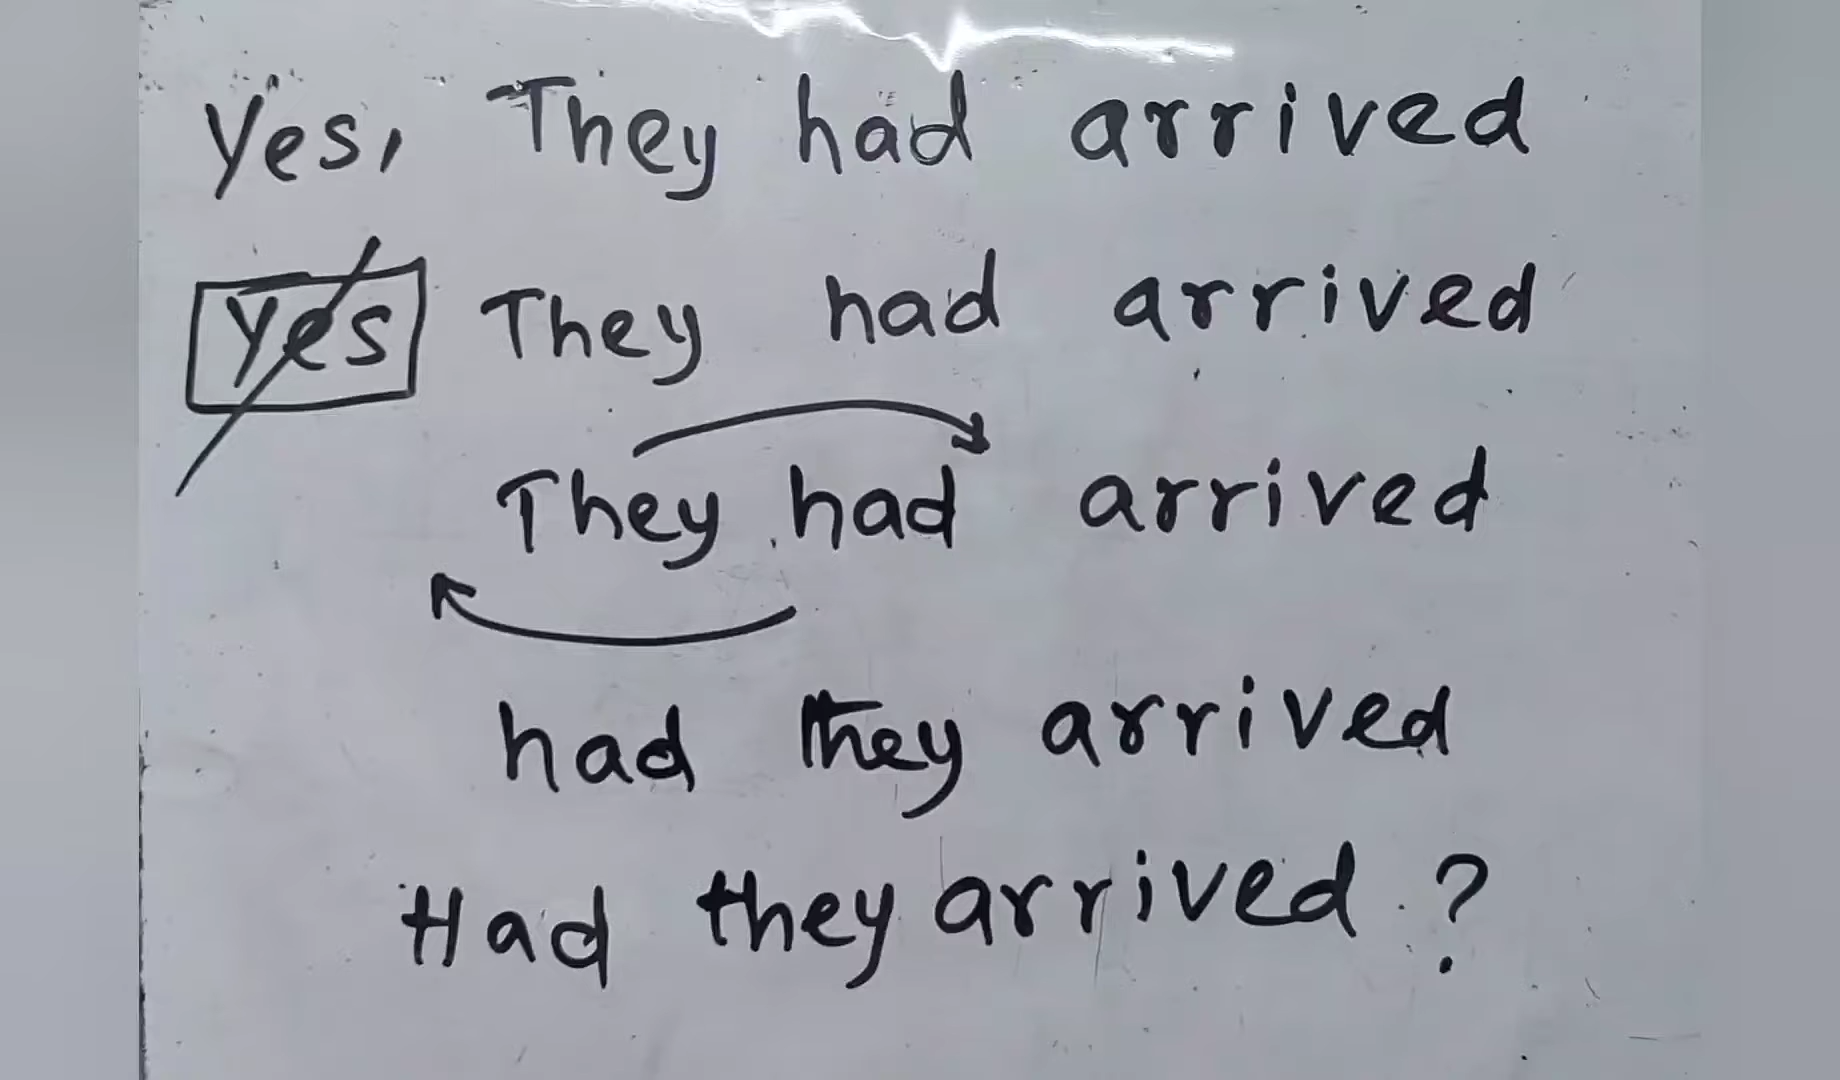 Yes, They had arrived
Yes They had arrived
They had arrived
had they arrived
Had they arrived ?